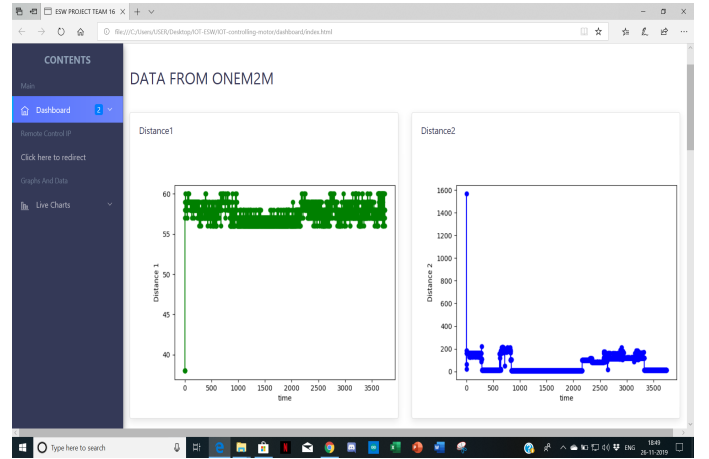 ESW PROJECT TEAM 16
file:///C:/Users/USER/Desktop/IOT-ESW/IOT-controlling-motor/dashboard/index.html
CONTENTS
Main
Dashboard 2
Remote Control IP
Click here to redirect
Graphs And Data
Live Charts
DATA FROM ONEM2M
Distance1
60
55
50
45
40
Distance 1
0 500 1000 1500 2000 2500 3000 3500
time
Distance2
1600
1400
1200
1000
800
600
400
200
0
Distance 2
0 500 1000 1500 2000 2500 3000 3500
time
Type here to search
ENG
18:49
26-11-2019